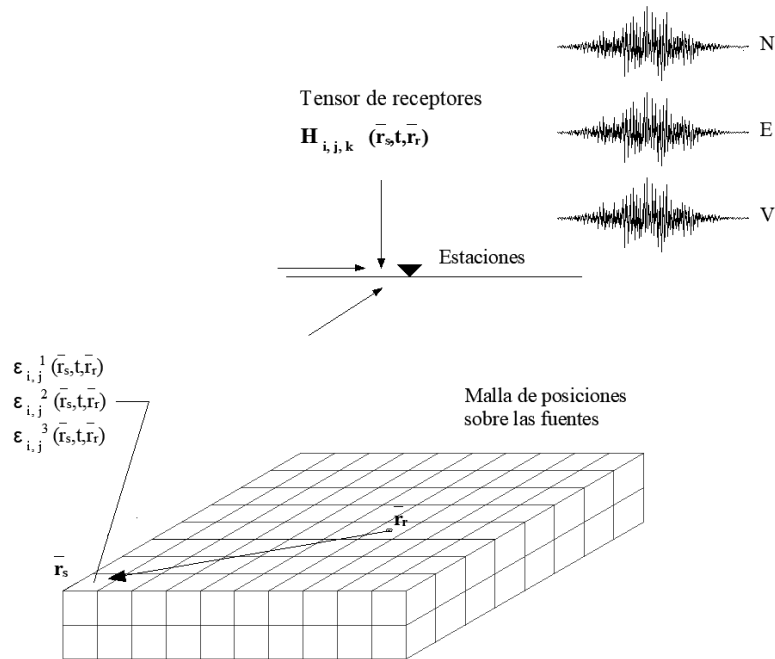 N
Tensor de receptores
H i, j, k (r̅s,t,r̅r)
E
V
Estaciones
ε i, j 1 (r̅s,t,r̅r)
ε i, j 2 (r̅s,t,r̅r)
ε i, j 3 (r̅s,t,r̅r)
Malla de posiciones
sobre las fuentes
r̅r
r̅s